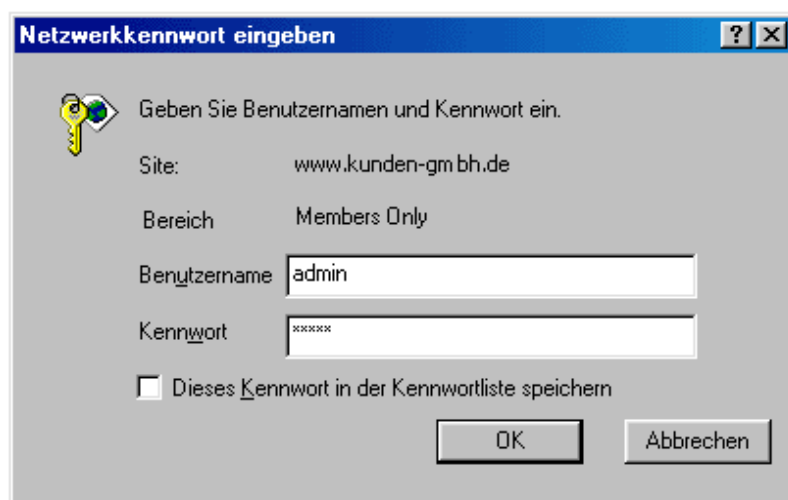 Netzwerkkennwort eingeben
Geben Sie Benutzernamen und Kennwort ein.
Site: www.kunden-gmbh.de
Bereich Members Only
Benutzername admin
Kennwort xxxxx
Dieses Kennwort in der Kennwortliste speichern
OK Abbrechen